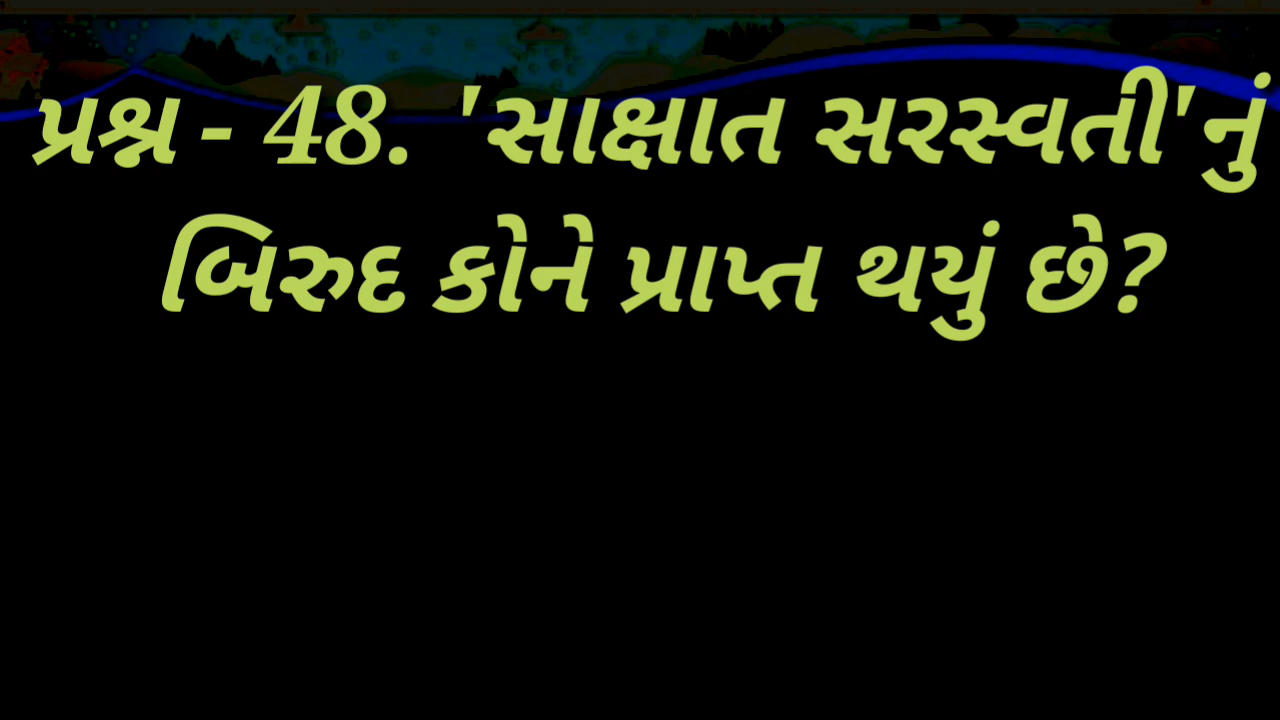 પ્રશ્ન - 48. 'સાક્ષાત સરસ્વતી'નું
બિરુદ કોને પ્રાપ્ત થયું છે?